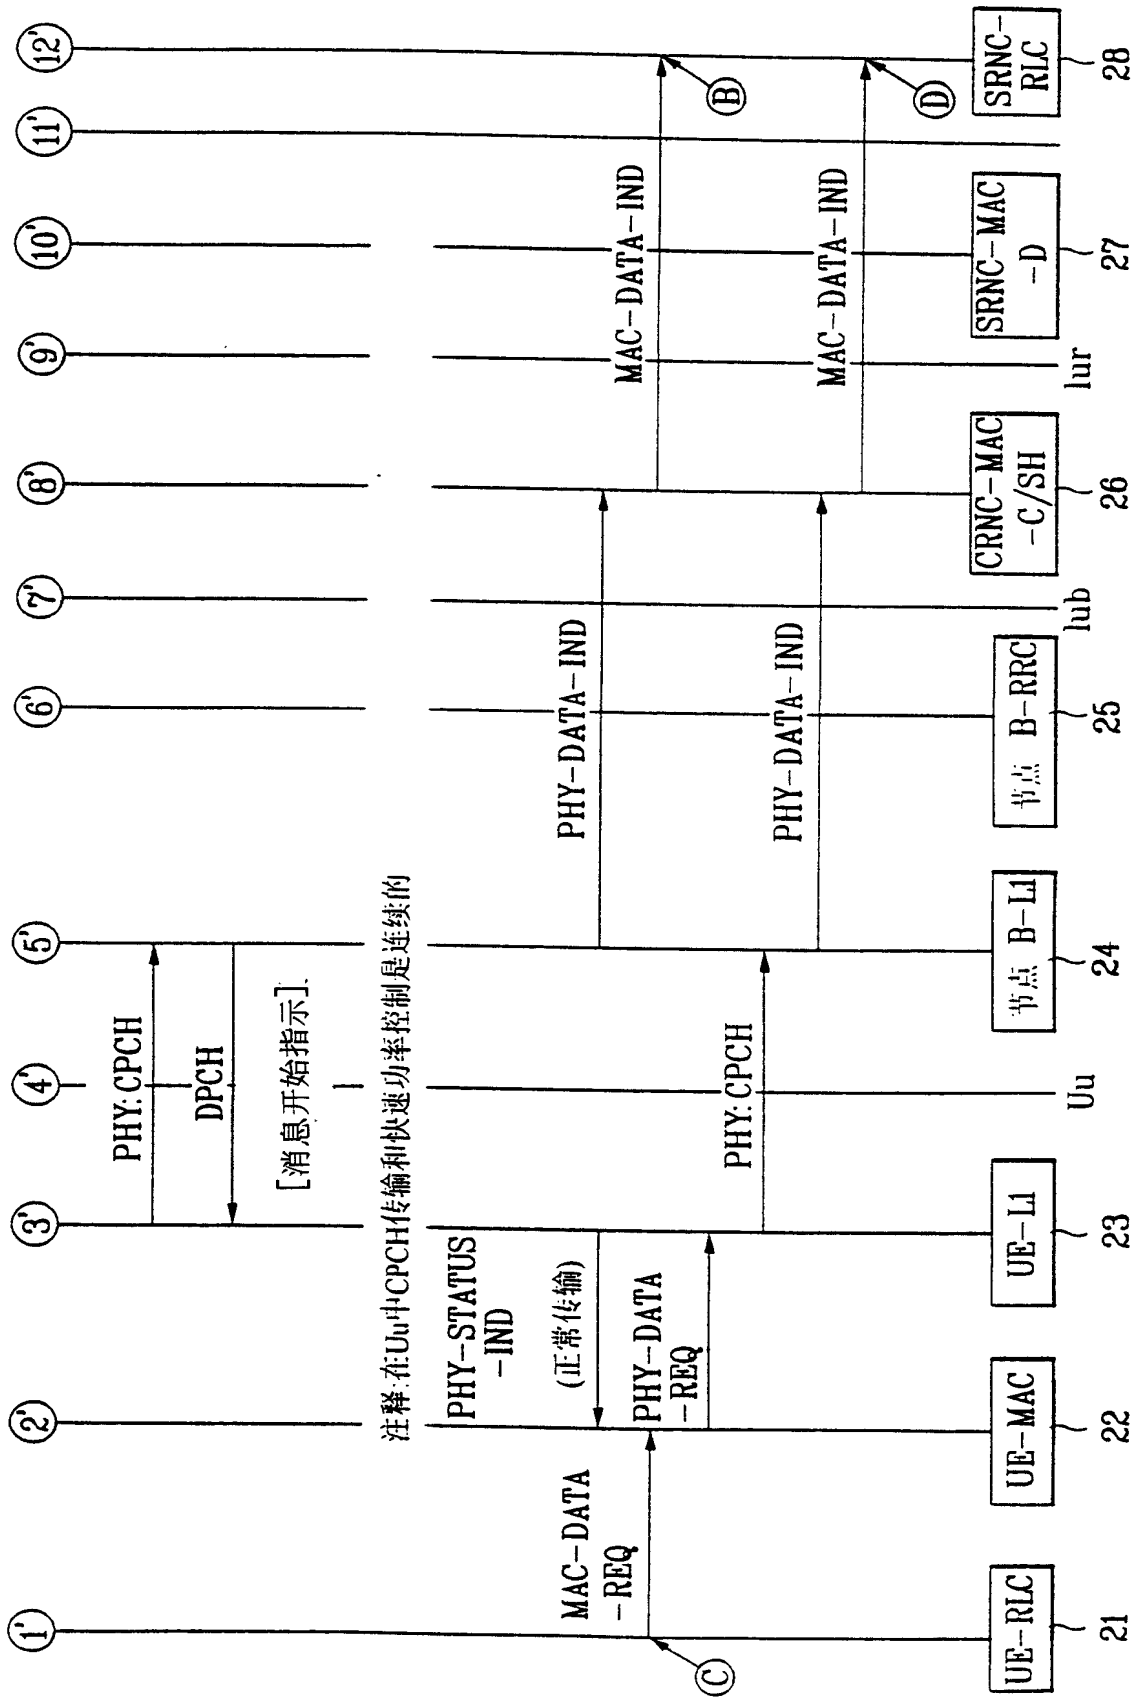 1'
2'
3'
4'
5'
6'
7'
8'
9'
10'
11'
12'
PHY:CPCH
DPCH
[消息开始指示]
注释:在Uu中CPCH传输和快速功率控制是连续的
PHY-STATUS
-IND
(正常传输)
MAC-DATA
-REQ
C
PHY-DATA
-REQ
PHY-DATA-IND
MAC-DATA-IND
B
PHY:CPCH
PHY-DATA-IND
MAC-DATA-IND
D
UE-RLC
21
UE-MAC
22
UE-L1
23
Uu
节点 B-L1
24
节点 B-RRC
25
lub
CRNC-MAC
-C/SH
26
lur
SRNC-MAC
-D
27
SRNC-
RLC
28